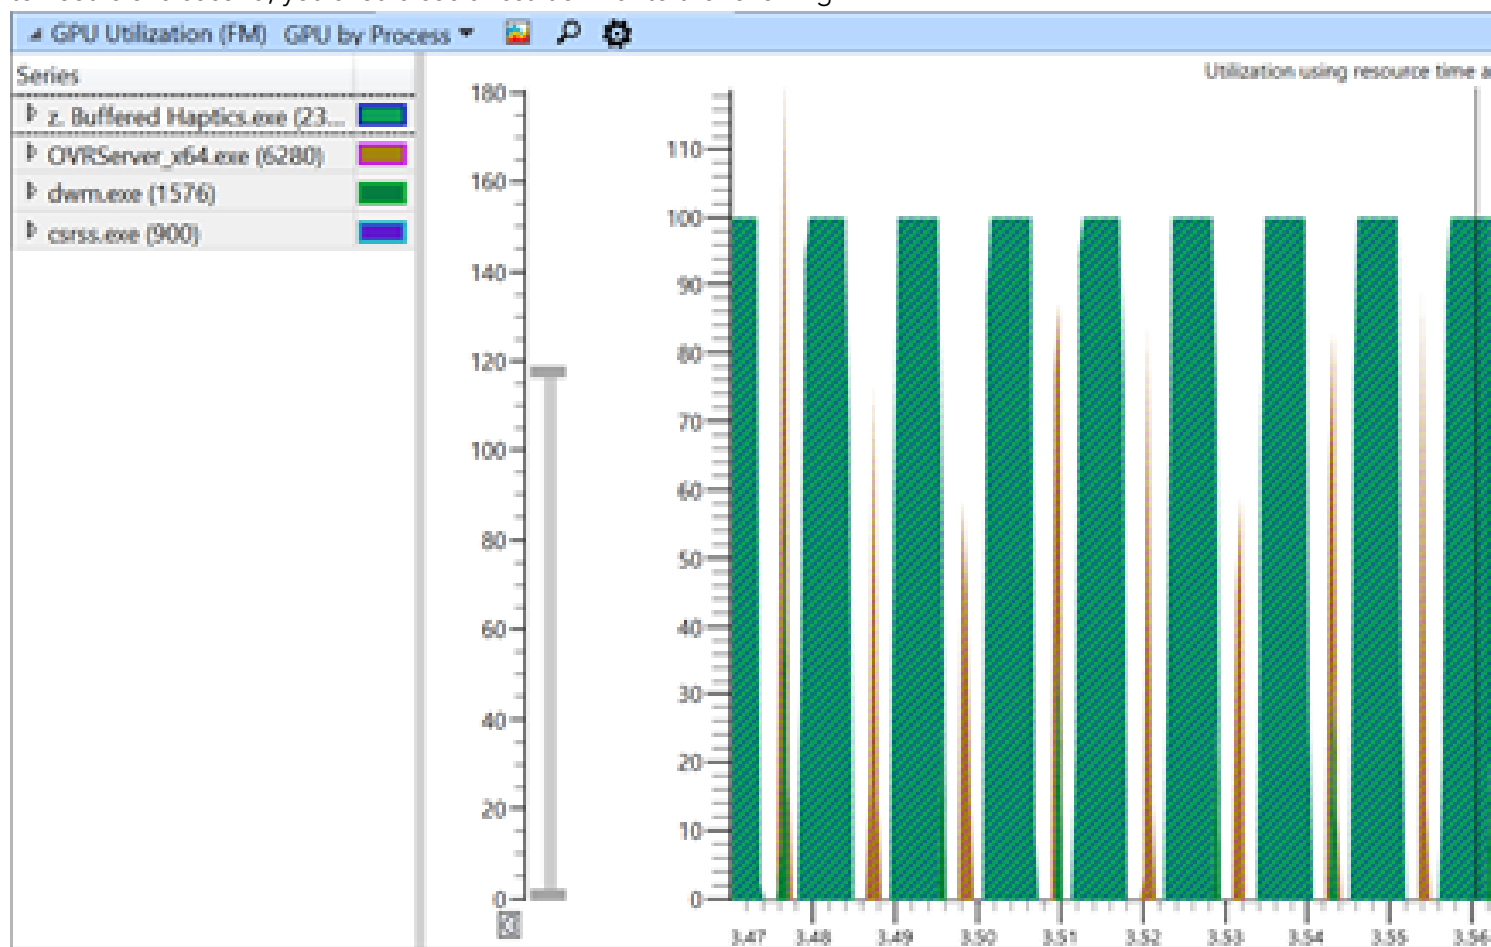 GPU Utilization (FM) GPU by Process
Series
z. Buffered Haptics.exe (23...
OVRServer_x64.exe (6280)
dwm.exe (1576)
csrss.exe (900)
Utilization using resource time a
180
160
140
120
100
80
60
40
20
0
110
100
90
80
70
60
50
40
30
20
10
0
3.47 3.48 3.49 3.50 3.51 3.52 3.53 3.54 3.55 3.56